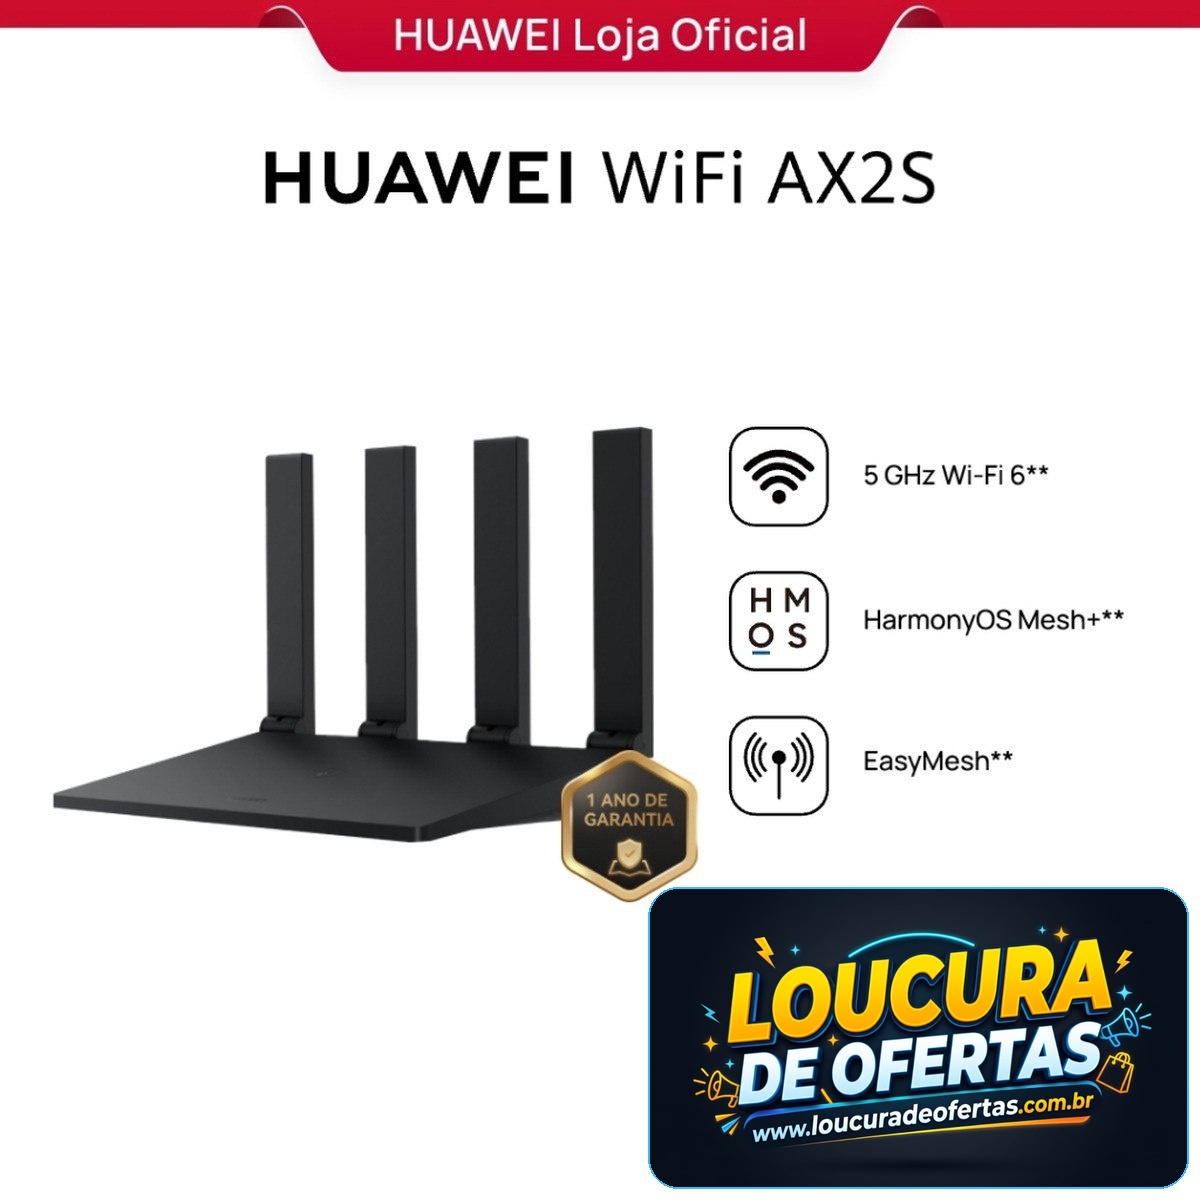 HUAWEI Loja Oficial
HUAWEI WiFi AX2S
5 GHz Wi-Fi 6**
H M
O S
HarmonyOS Mesh+**
EasyMesh**
1 ANO DE
GARANTIA
LOUCURA
DE OFERTAS
www.loucuradeofertas.com.br